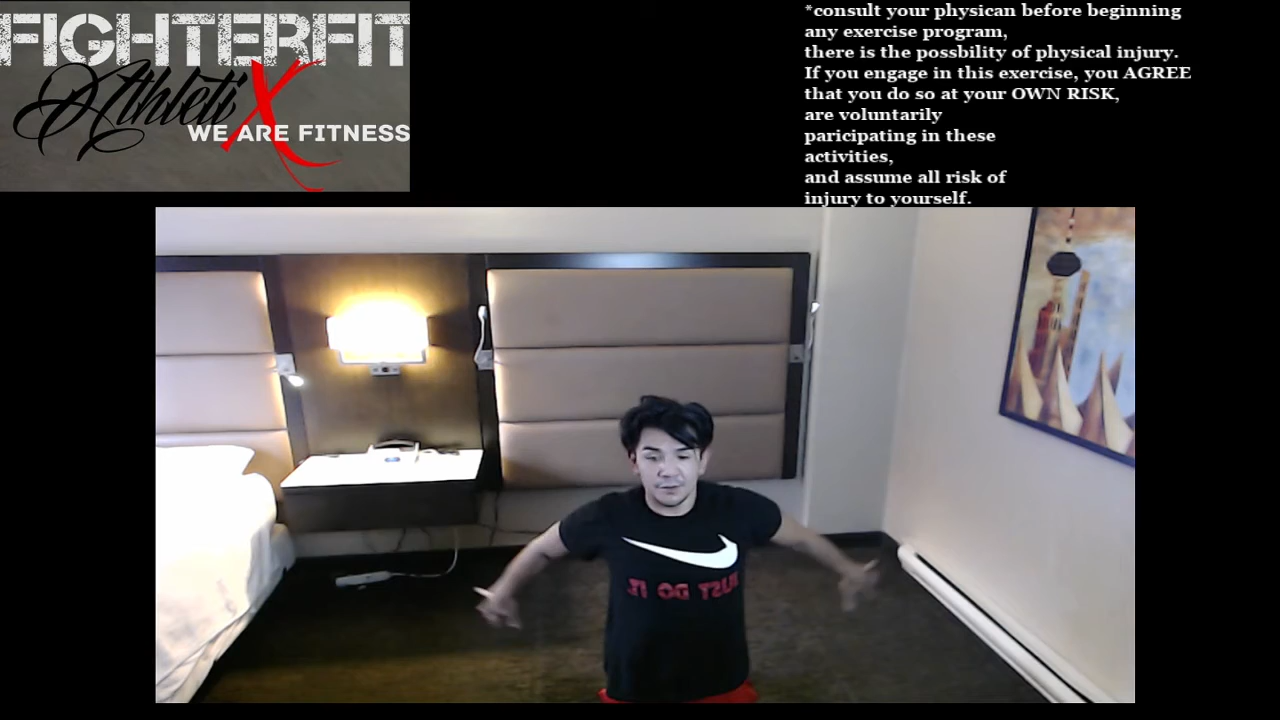 FIGHTERFIT
AthletiX
WE ARE FITNESS
*consult your physican before beginning
any exercise program,
there is the possbility of physical injury.
If you engage in this exercise, you AGREE
that you do so at your OWN RISK,
are voluntarily
paricipating in these
activities,
and assume all risk of
injury to yourself.
JUST DO IT.